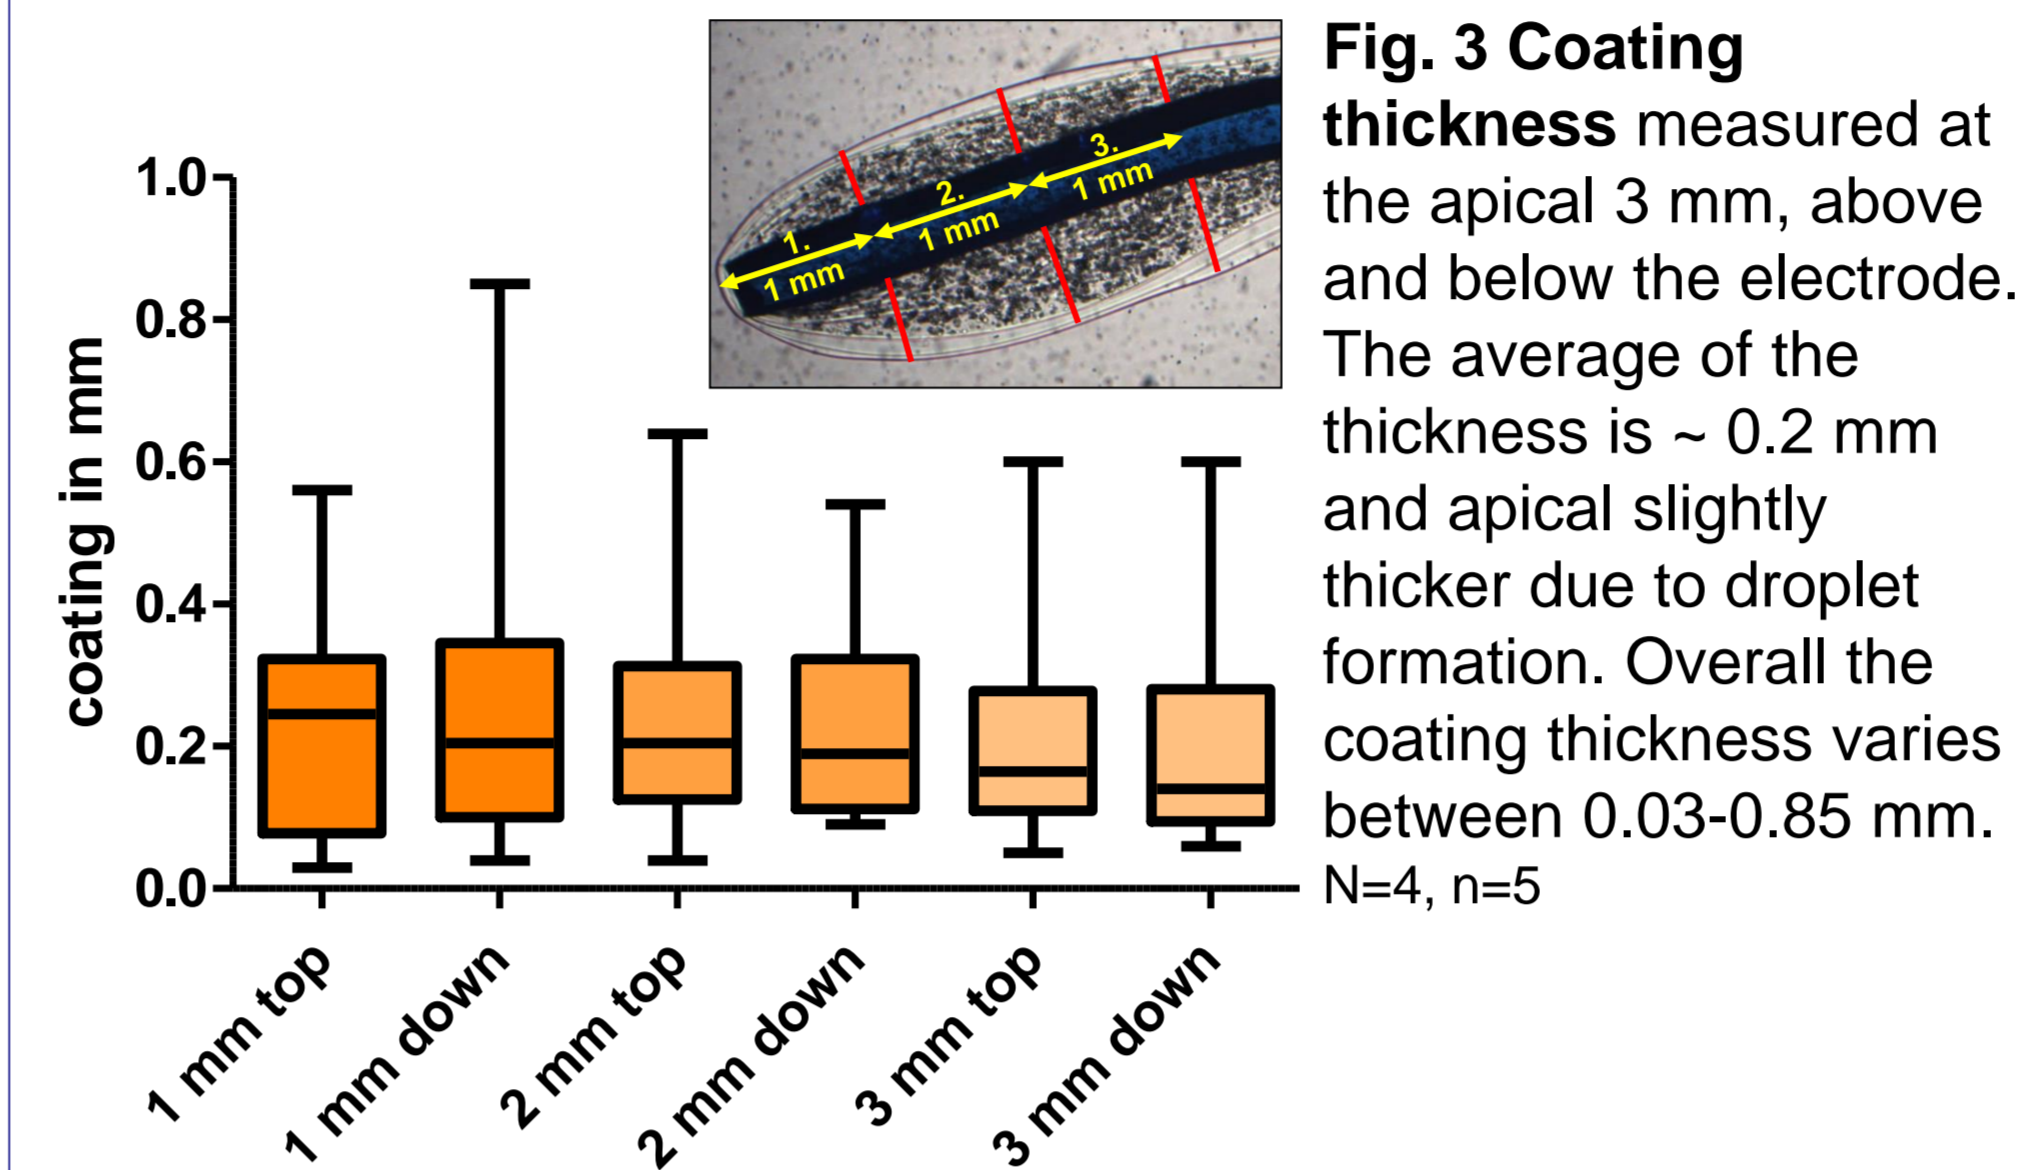 Fig. 3 Coating
thickness measured at
the apical 3 mm, above
and below the electrode.
The average of the
thickness is ~ 0.2 mm
and apical slightly
thicker due to droplet
formation. Overall the
coating thickness varies
between 0.03-0.85 mm.
N=4, n=5
1.
1 mm
2.
1 mm
3.
1 mm
coating in mm
1.0
0.8
0.6
0.4
0.2
0.0
1 mm top
1 mm down
2 mm top
2 mm down
3 mm top
3 mm down